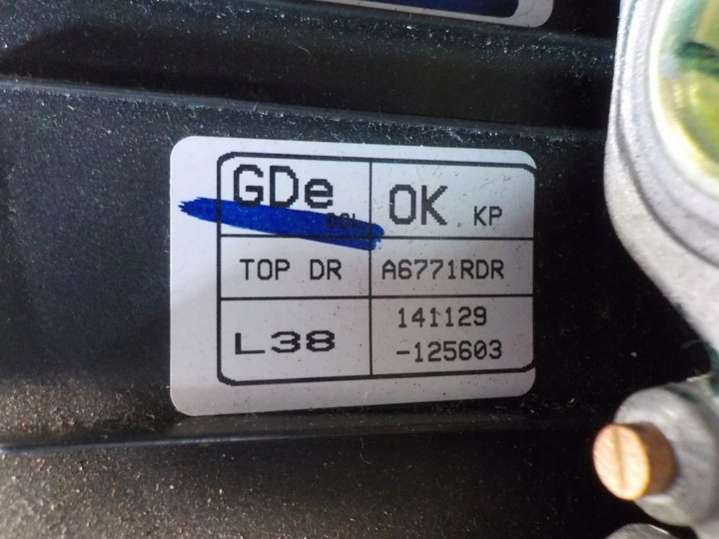 GDe
OK KP
TOP DR
A6771RDR
L38
141129
-125603